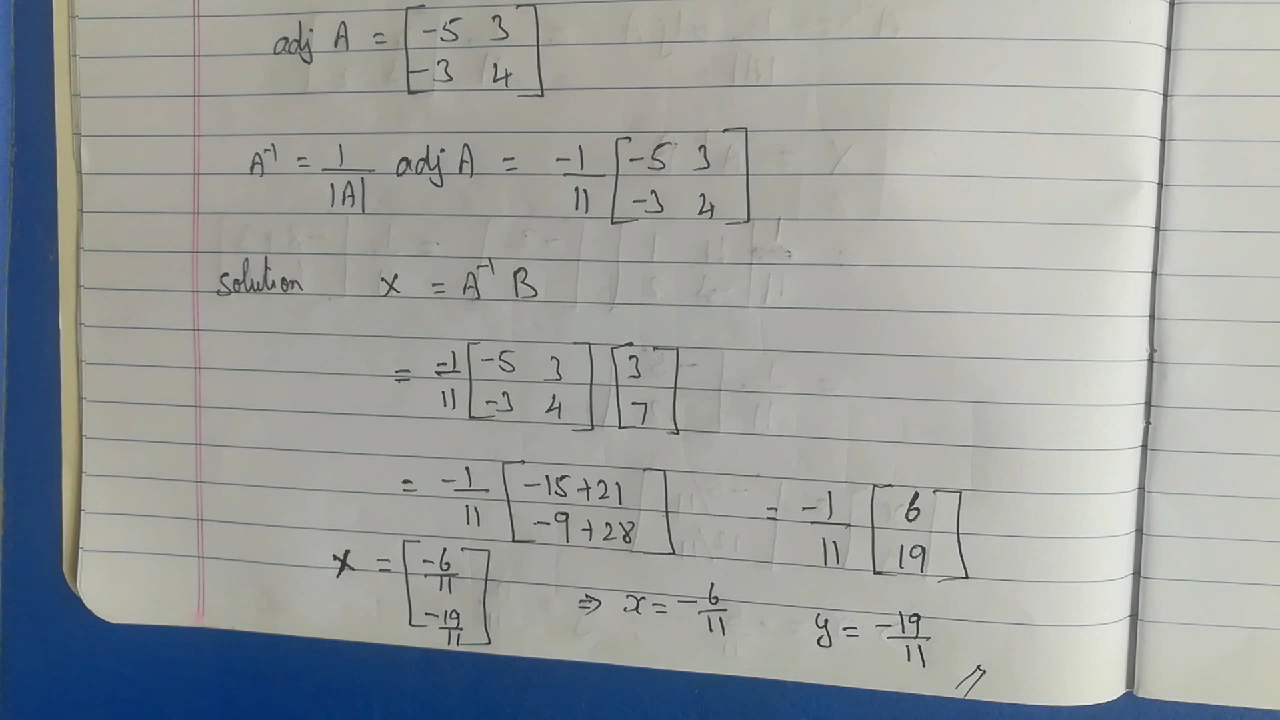 adj A = [-5 3
-3 4]
A⁻¹ = 1/|A| adj A = -1/11 [-5 3
-3 4]
Solution X = A⁻¹ B
= -1/11 [-5 3
-3 4] [3
7]
= -1/11 [-15+21
-9+28] = -1/11 [6
19]
X = [-6/11
-19/11] ⇒ x = -6/11 y = -19/11 //